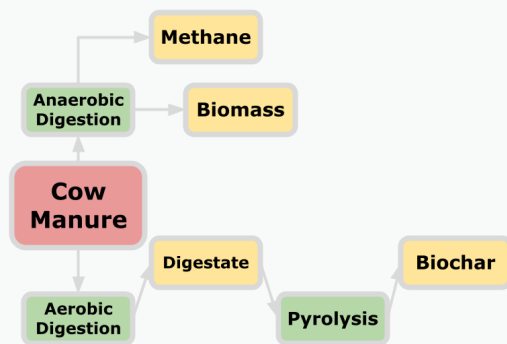 Methane
Anaerobic
Digestion
Biomass
Cow
Manure
Digestate
Biochar
Aerobic
Digestion
Pyrolysis